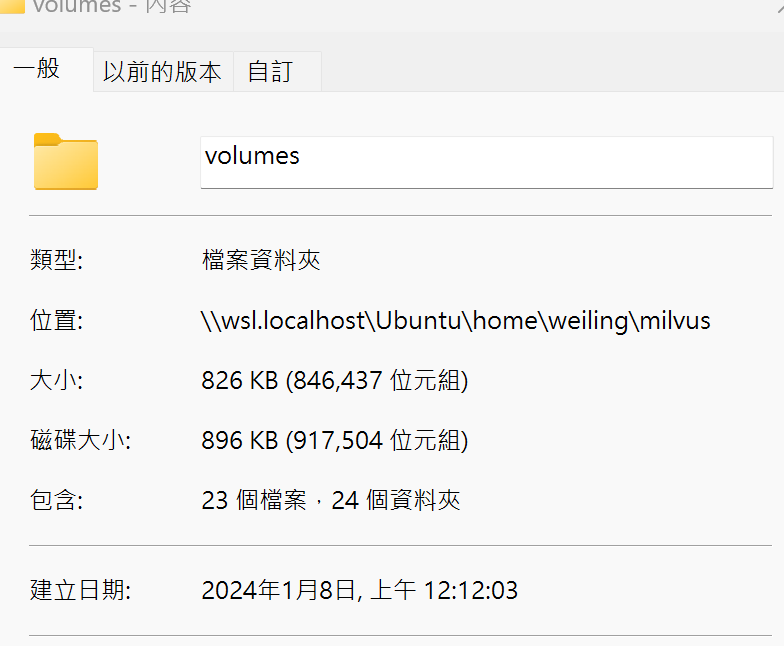 volumes - 內容
一般 以前的版本 自訂
volumes
類型: 檔案資料夾
位置: \\wsl.localhost\Ubuntu\home\weiling\milvus
大小: 826 KB (846,437 位元組)
磁碟大小: 896 KB (917,504 位元組)
包含: 23 個檔案，24 個資料夾
建立日期: 2024年1月8日, 上午 12:12:03